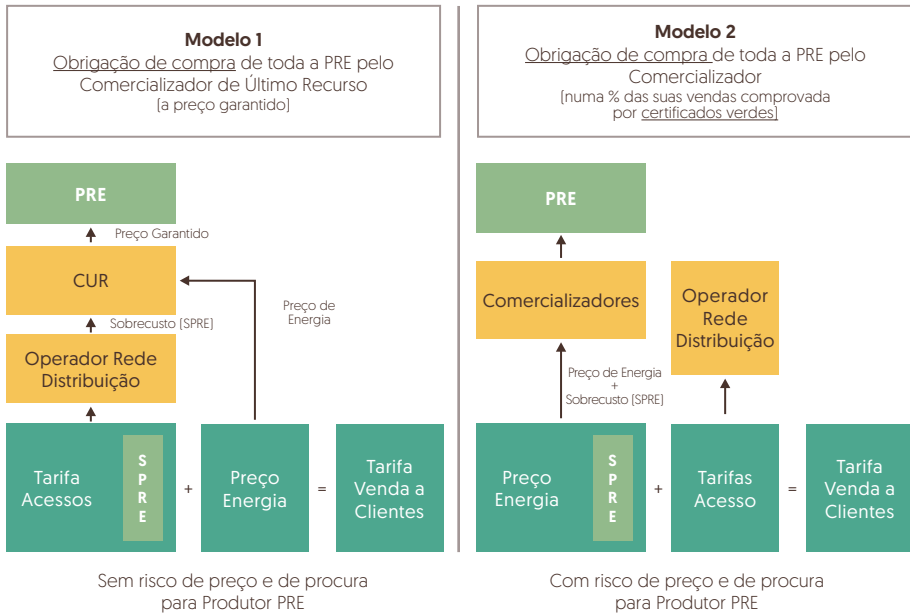 Modelo 1
Obrigação de compra de toda a PRE pelo
Comercializador de Último Recurso
(a preço garantido)
PRE
Preço Garantido
CUR
Preço de
Energia
Sobrecusto (SPRE)
Operador Rede
Distribuição
Tarifa
Acessos
S
P
R
E
+
Preço
Energia
=
Tarifa
Venda a
Clientes
Sem risco de preço e de procura
para Produtor PRE
Modelo 2
Obrigação de compra de toda a PRE pelo
Comercializador
(numa % das suas vendas comprovada
por certificados verdes)
PRE
Comercializadores
Operador
Rede
Distribuição
Preço de Energia
+
Sobrecusto (SPRE)
Preço
Energia
S
P
R
E
+
Tarifas
Acesso
=
Tarifa
Venda a
Clientes
Com risco de preço e de procura
para Produtor PRE